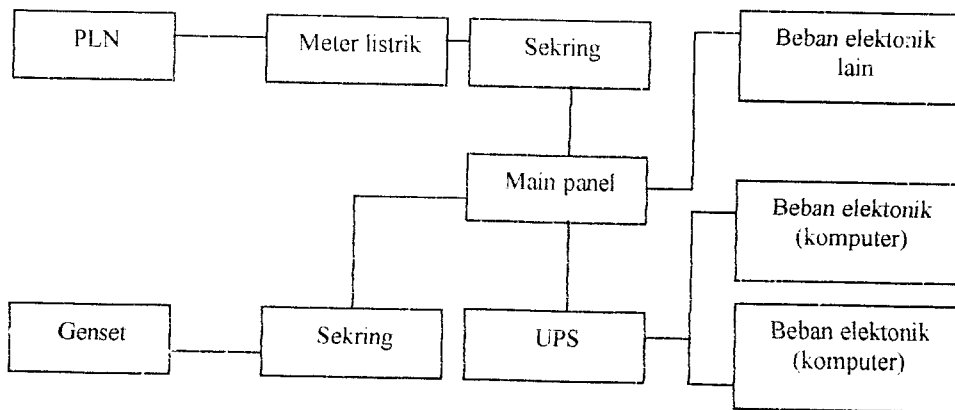 PLN
Meter listrik
Sekring
Beban elektonik
lain
Main panel
Beban elektonik
(komputer)
Genset
Sekring
UPS
Beban elektonik
(komputer)